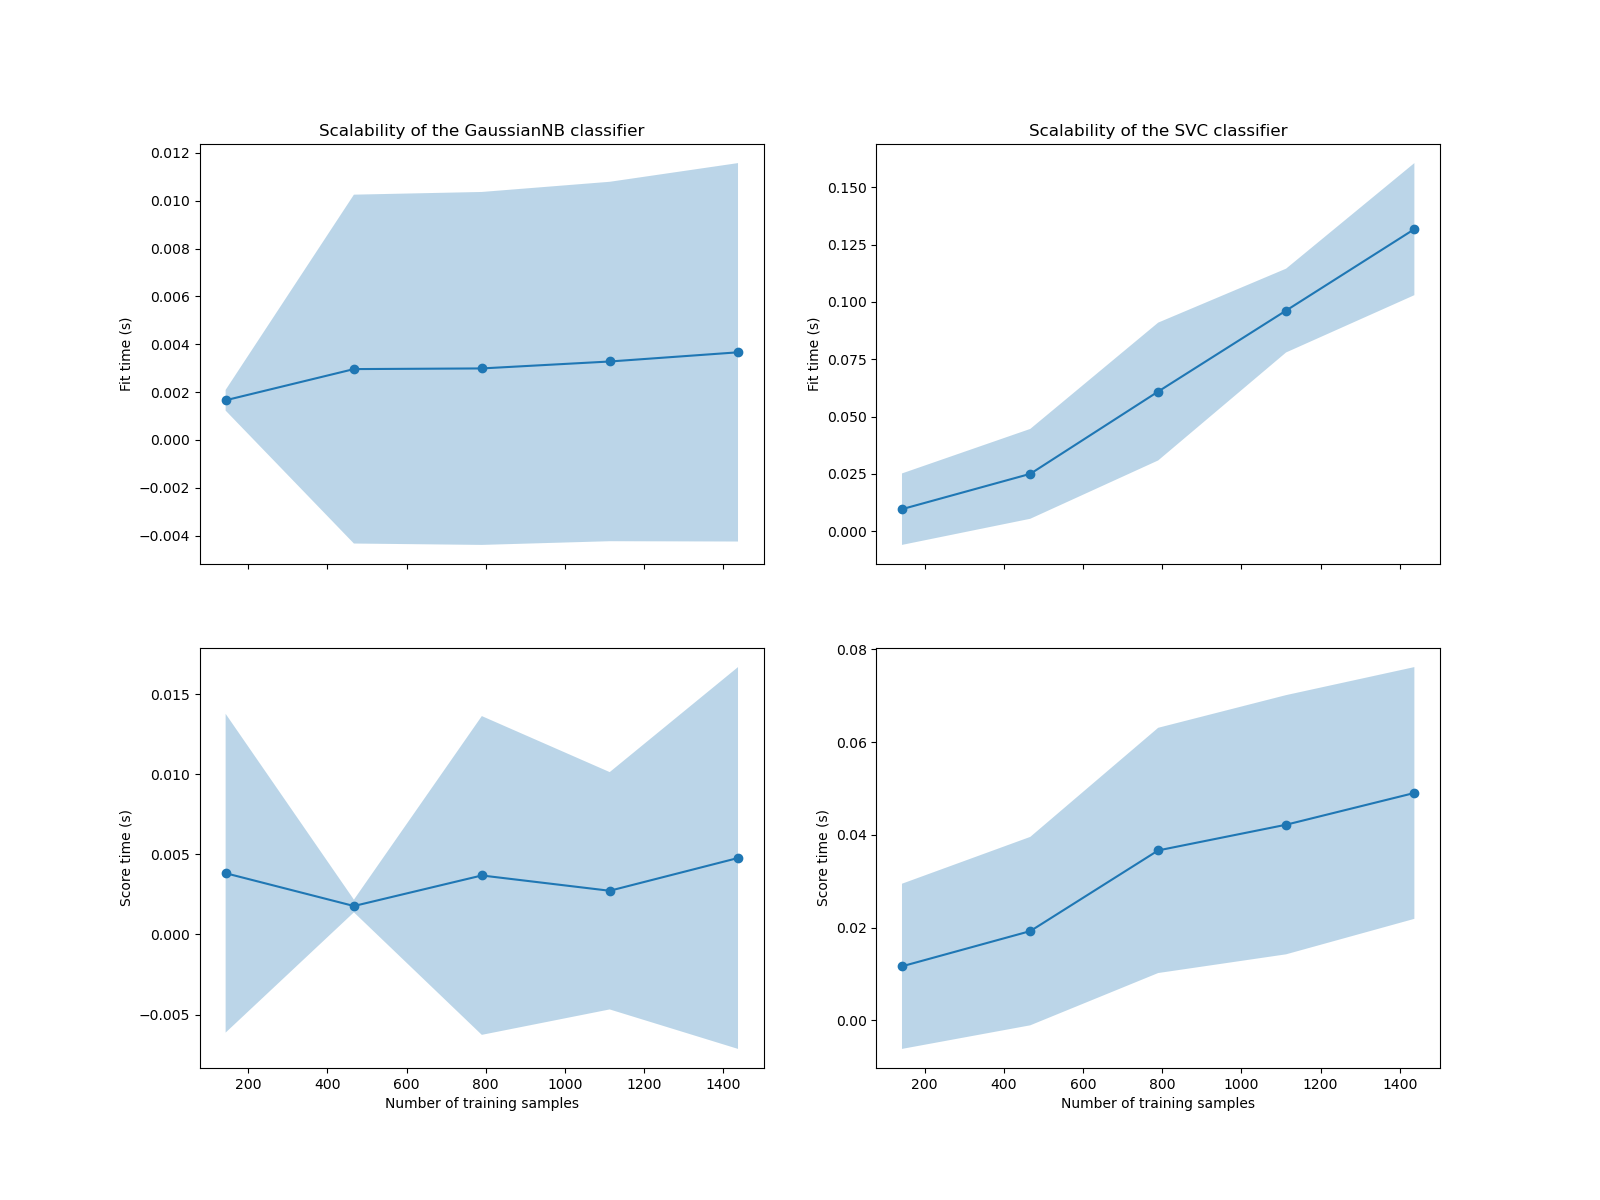 Scalability of the GaussianNB classifier
0.012
0.010
0.008
0.006
0.004
0.002
0.000
−0.002
−0.004
Fit time (s)
Scalability of the SVC classifier
0.150
0.125
0.100
0.075
0.050
0.025
0.000
Fit time (s)
0.015
0.010
0.005
0.000
−0.005
Score time (s)
200 400 600 800 1000 1200 1400
Number of training samples
0.08
0.06
0.04
0.02
0.00
Score time (s)
200 400 600 800 1000 1200 1400
Number of training samples